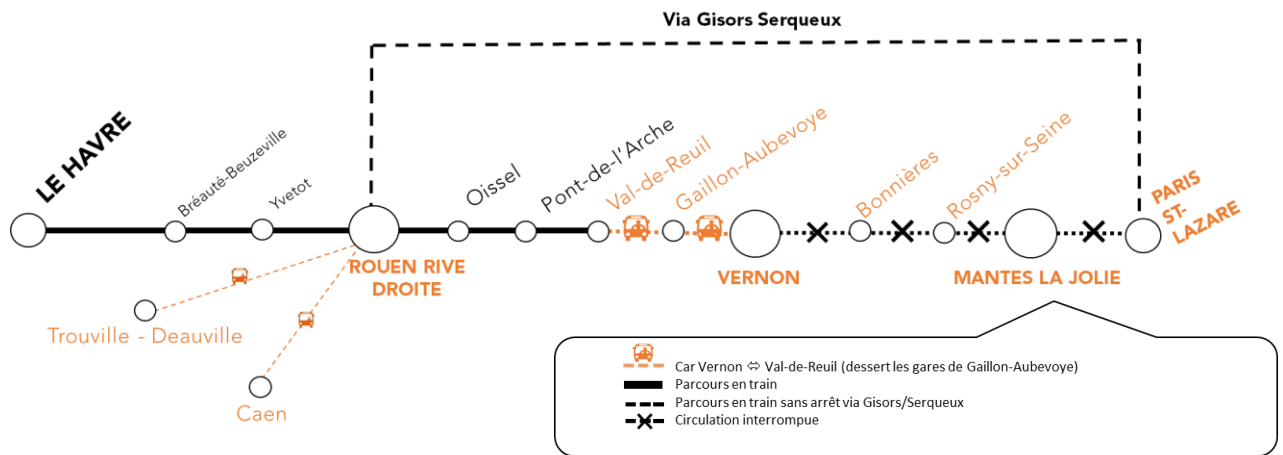 Via Gisors Serqueux
LE HAVRE
Bréauté-Beuzeville
Yvetot
Oissel
Pont-de-l'Arche
Val-de-Reuil
Gaillon-Aubevoye
Bonnières
Rosny-sur-Seine
PARIS
ST-
LAZARE
ROUEN RIVE
DROITE
VERNON
MANTES LA JOLIE
Trouville - Deauville
Caen
Car Vernon ⬄ Val-de-Reuil (dessert les gares de Gaillon-Aubevoye)
Parcours en train
Parcours en train sans arrêt via Gisors/Serqueux
Circulation interrompue